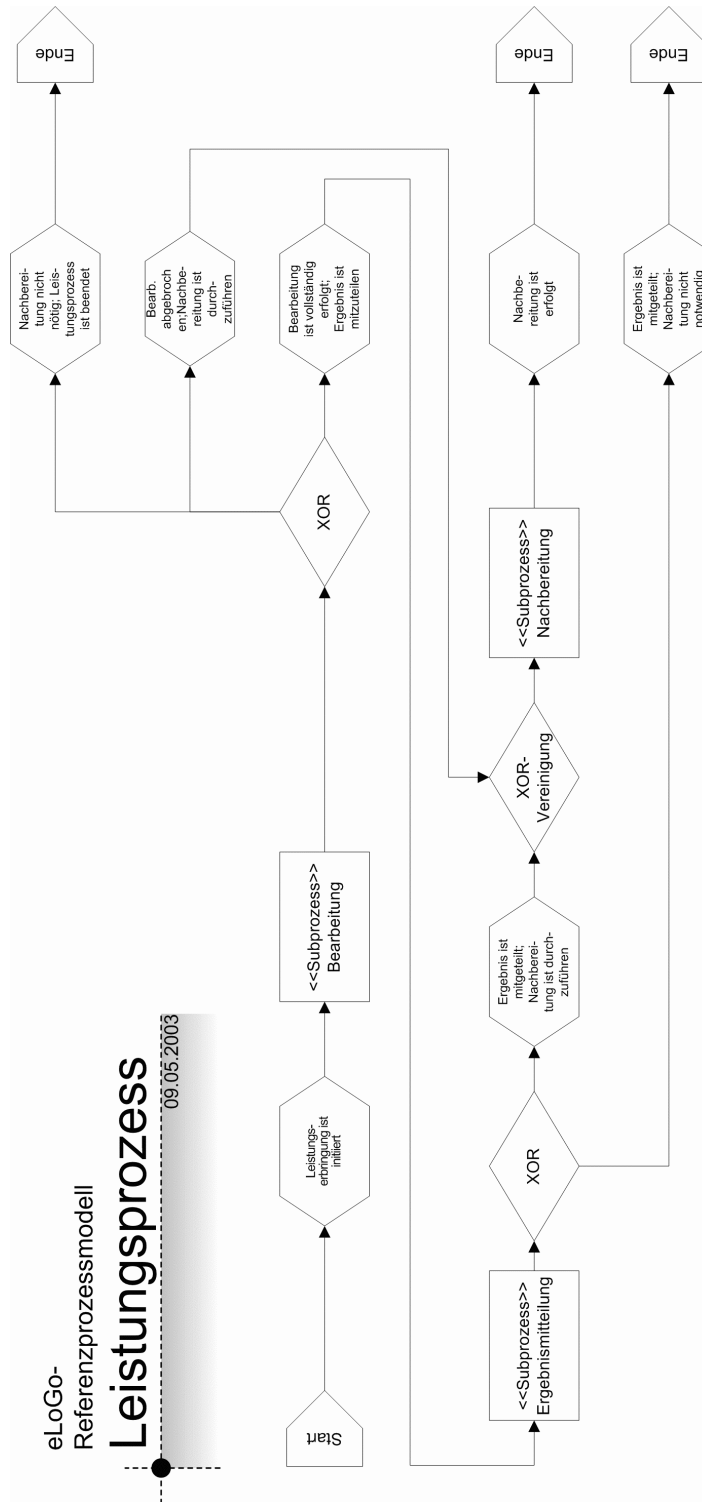 eLoGo-
Referenzprozessmodell
Leistungsprozess
09.05.2003
Start
Leistungs-
erbringung ist
initiiert
<<Subprozess>>
Bearbeitung
XOR
Nachberei-
tung nicht
nötig; Leis-
tungsprozess
ist beendet
Ende
Bearb.
abgebroch
en;Nachbe-
reitung ist
durch-
zuführen
Bearbeitung
ist vollständig
erfolgt;
Ergebnis ist
mitzuteilen
<<Subprozess>>
Ergebnismitteilung
XOR
Ergebnis ist
mitgeteilt;
Nachberei-
tung ist durch-
zuführen
XOR-
Vereinigung
<<Subprozess>>
Nachbereitung
Nachbe-
reitung ist
erfolgt
Ende
Ergebnis ist
mitgeteilt;
Nachberei-
tung nicht
notwendig
Ende